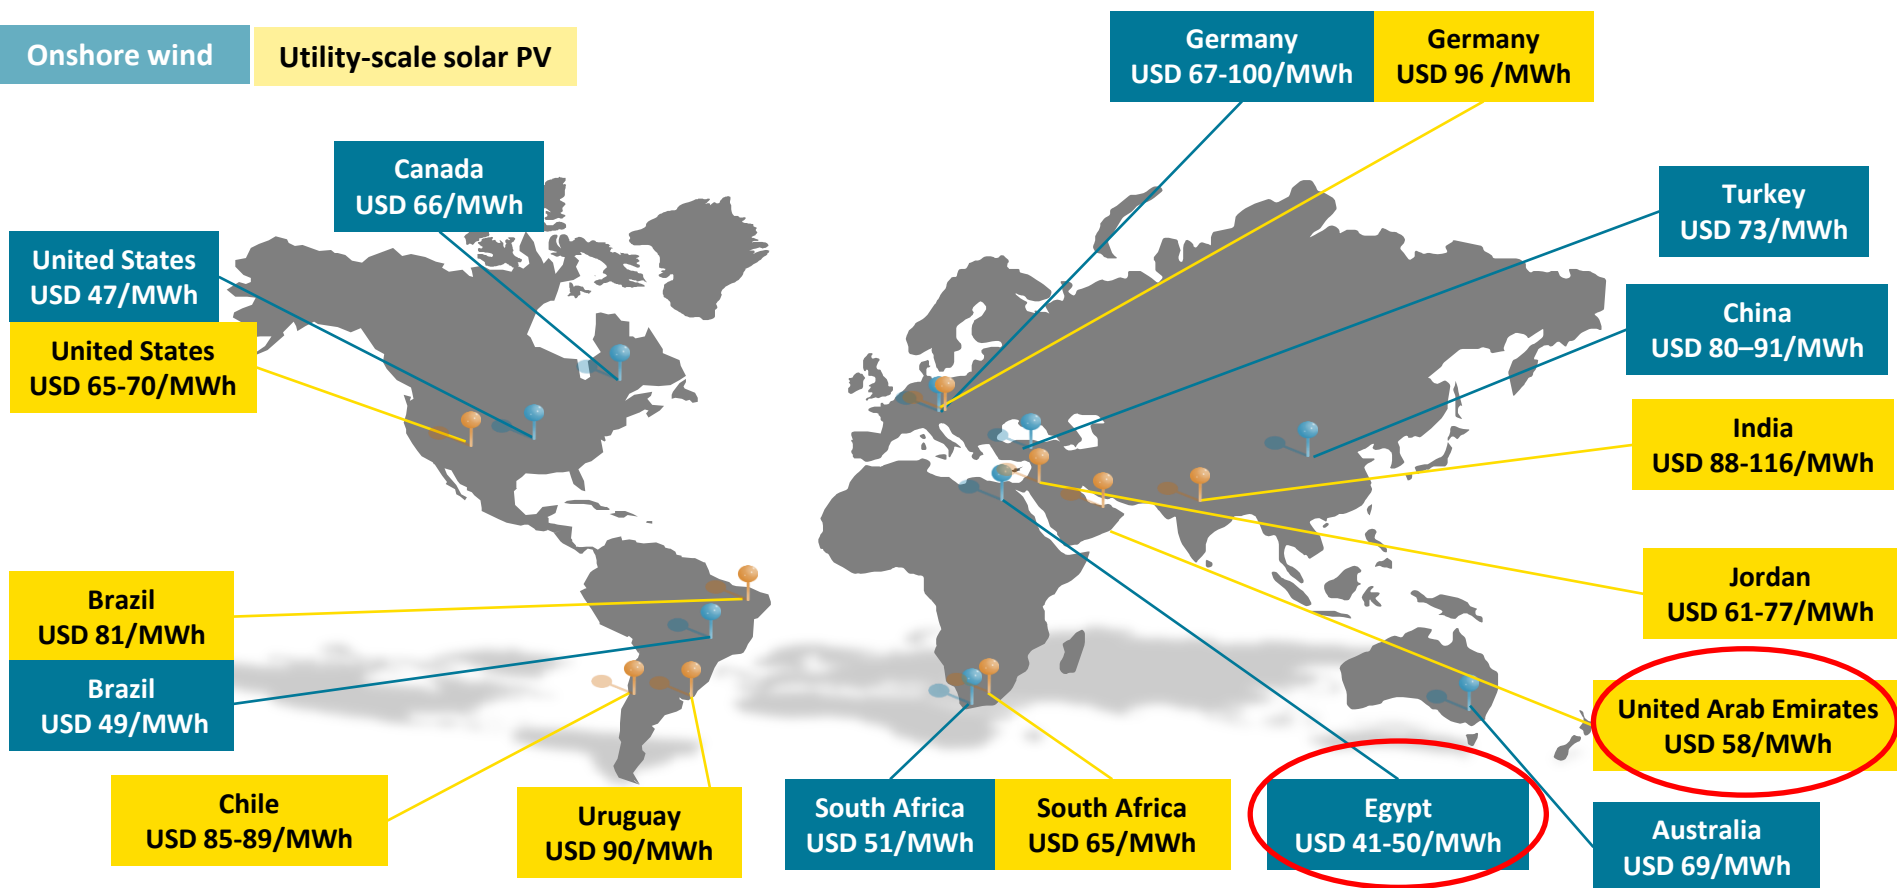 Onshore wind
Utility-scale solar PV
Germany
USD 67-100/MWh
Germany
USD 96 /MWh
Canada
USD 66/MWh
Turkey
USD 73/MWh
United States
USD 47/MWh
United States
USD 65-70/MWh
China
USD 80–91/MWh
India
USD 88-116/MWh
Jordan
USD 61-77/MWh
Brazil
USD 81/MWh
Brazil
USD 49/MWh
United Arab Emirates
USD 58/MWh
Chile
USD 85-89/MWh
Uruguay
USD 90/MWh
South Africa
USD 51/MWh
South Africa
USD 65/MWh
Egypt
USD 41-50/MWh
Australia
USD 69/MWh